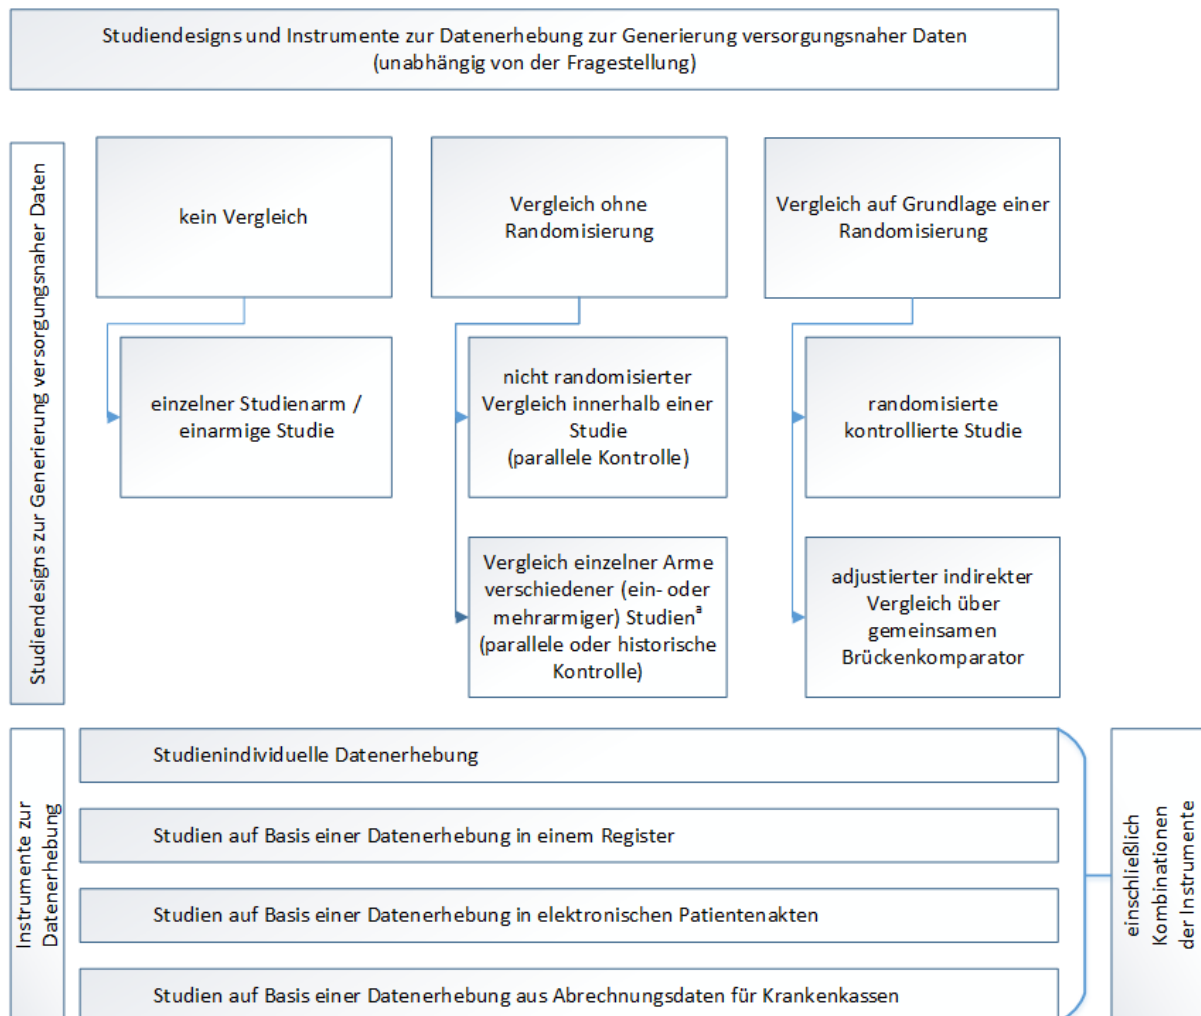 Studiendesigns und Instrumente zur Datenerhebung zur Generierung versorgungsnaher Daten
(unabhängig von der Fragestellung)
Studiendesigns zur Generierung versorgungsnaher Daten
kein Vergleich
Vergleich ohne
Randomisierung
Vergleich auf Grundlage einer
Randomisierung
einzelner Studienarm /
einarmige Studie
nicht randomisierter
Vergleich innerhalb einer
Studie
(parallele Kontrolle)
randomisierte
kontrollierte Studie
Vergleich einzelner Arme
verschiedener (ein- oder
mehrarmiger) Studienª
(parallele oder historische
Kontrolle)
adjustierter indirekter
Vergleich über
gemeinsamen
Brückenkomparator
Instrumente zur
Datenerhebung
Studienindividuelle Datenerhebung
Studien auf Basis einer Datenerhebung in einem Register
Studien auf Basis einer Datenerhebung in elektronischen Patientenakten
Studien auf Basis einer Datenerhebung aus Abrechnungsdaten für Krankenkassen
einschließlich
Kombinationen
der Instrumente